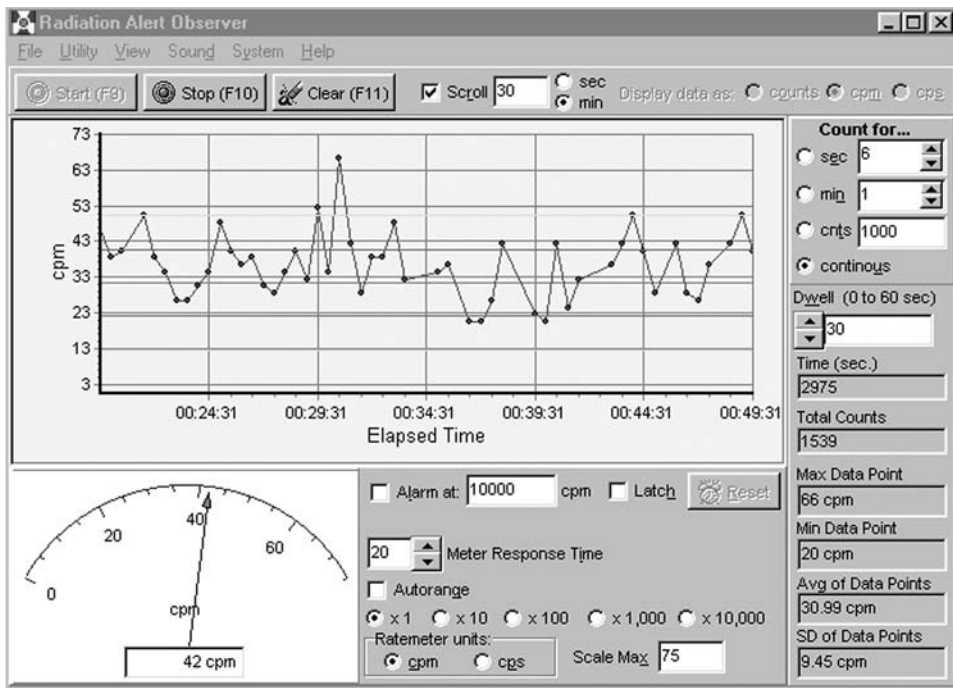 Radiation Alert Observer
File Utility View Sound System Help
Start (F9) Stop (F10) Clear (F11) Scroll 30 sec min Display data as: counts cpm cps
73
63
53
43
33
23
13
3
cpm
00:24:31 00:29:31 00:34:31 00:39:31 00:44:31 00:49:31
Elapsed Time
Count for...
sec 6
min 1
cnts 1000
continous
Dwell (0 to 60 sec)
30
Time (sec.)
2975
Total Counts
1539
Max Data Point
66 cpm
Min Data Point
20 cpm
Avg of Data Points
30.99 cpm
SD of Data Points
9.45 cpm
0 20 40 60
cpm
42 cpm
Alarm at: 10000 cpm Latch Reset
20 Meter Response Time
Autorange
x 1 x 10 x 100 x 1,000 x 10,000
Ratemeter units:
cpm cps
Scale Max 75